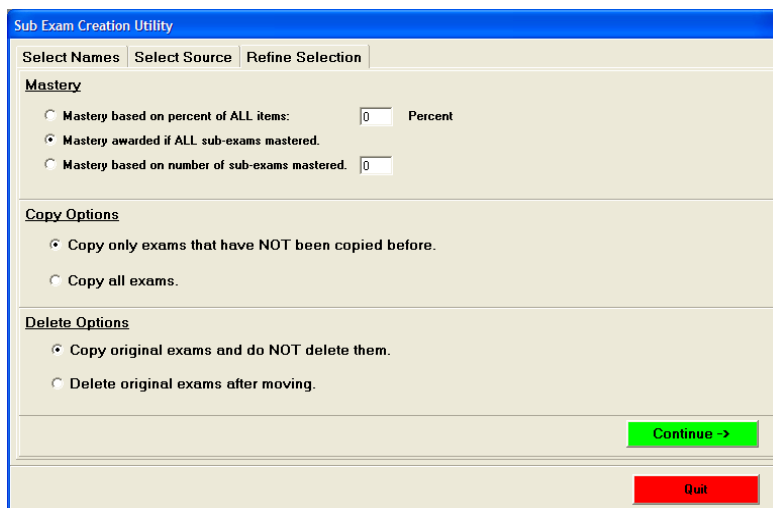 Sub Exam Creation Utility
Select Names Select Source Refine Selection
Mastery
Mastery based on percent of ALL items: 0 Percent
Mastery awarded if ALL sub-exams mastered.
Mastery based on number of sub-exams mastered. 0
Copy Options
Copy only exams that have NOT been copied before.
Copy all exams.
Delete Options
Copy original exams and do NOT delete them.
Delete original exams after moving.
Continue ->
Quit